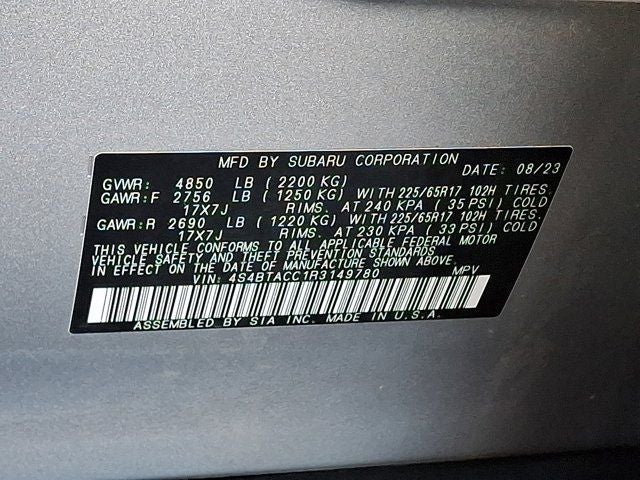 MFD BY SUBARU CORPORATION DATE: 08/23
GVWR: 4850 LB (2200 KG)
GAWR:F 2756 LB (1250 KG) WITH 225/65R17 102H TIRES.
17X7J RIMS. AT 240 KPA (35 PSI) COLD
GAWR:R 2690 LB (1220 KG) WITH 225/65R17 102H TIRES.
17X7J RIMS. AT 230 KPA (33 PSI) COLD
THIS VEHICLE CONFORMS TO ALL APPLICABLE FEDERAL MOTOR
VEHICLE SAFETY AND THEFT PREVENTION STANDARDS
IN EFFECT ON THE DATE OF MANUFACTURE SHOWN ABOVE.
VIN: 4S4BTACC1R3149780 MPV
ASSEMBLED BY SIA INC. MADE IN U.S.A.